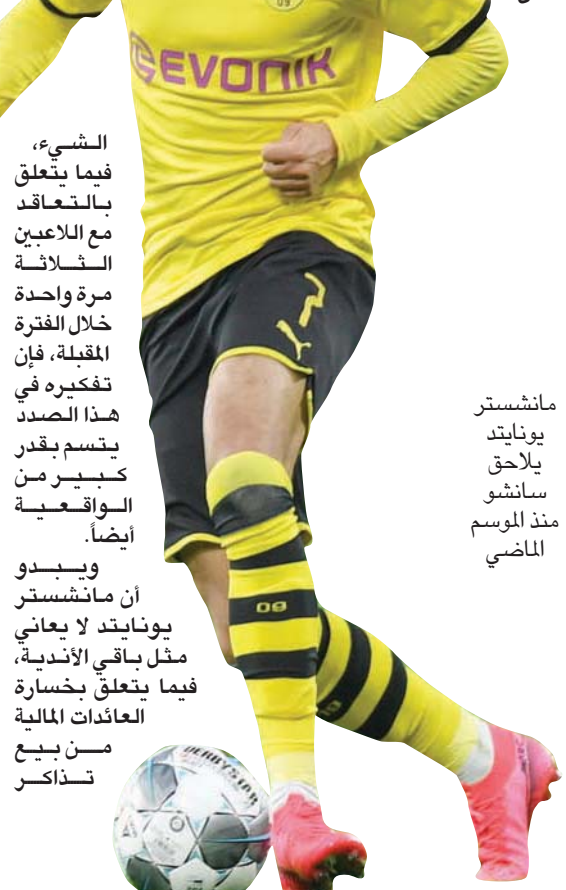 09
EVONIK
الشيء،
فيما يتعلق
بالتعاقد
مع اللاعبين
الثلاثة
مرة واحدة
خلال الفترة
المقبلة، فإن
تفكيره في
هذا الصدد
يتسم بقدر
كبير من
الواقعية
أيضاً.
ويبدو
أن مانشستر
يونايتد لا يعاني
مثل باقي الأندية،
فيما يتعلق بخسارة
العائدات المالية
من بيع
تذاكر
مانشستر
يونايتد
يلاحق
سانشو
منذ الموسم
الماضي
09
09
DERBYSTAR